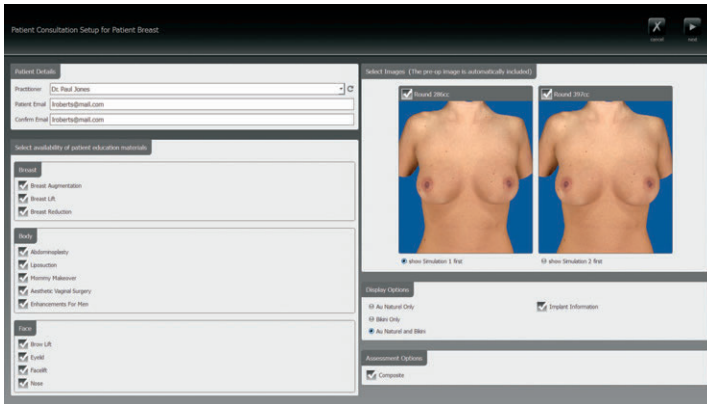 Patient Consultation Setup for Patient Breast
cancel
next
Patient Details
Practitioner Dr. Paul Jones
Patient Email lroberts@mail.com
Confirm Email lroberts@mail.com
Select availability of patient education materials
Breast
Breast Augmentation
Breast Lift
Breast Reduction
Body
Abdominoplasty
Liposuction
Mommy Makeover
Aesthetic Vaginal Surgery
Enhancements For Men
Face
Brow Lift
Eyelid
Facelift
Nose
Select Images (The pre op image is automatically included)
Round 286cc
Round 397cc
show Simulation 1 first
show Simulation 2 first
Display Options
Au Natural Only
Bikini Only
Au Natural and Bikini
Implant Information
Assessment Options
Composite